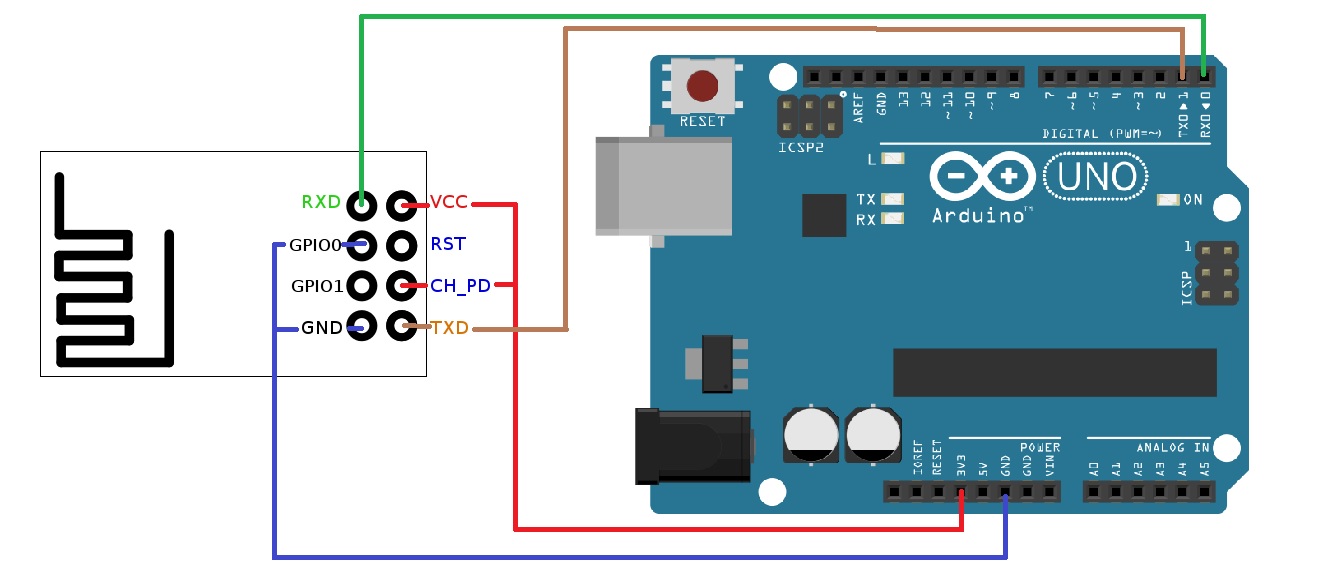 RESET
ICSP2
AREF
GND
13
12
~11
~10
~9
8
7
~6
~5
4
~3
2
TX0▶1
RX0◀0
DIGITAL (PWM=~)
L
TX
RX
UNO
Arduino™
ON
1
ICSP
RXD
VCC
GPIO0
RST
GPIO1
CH_PD
GND
TXD
IOREF
RESET
3V3
5V
GND
GND
VIN
POWER
ANALOG IN
A0
A1
A2
A3
A4
A5